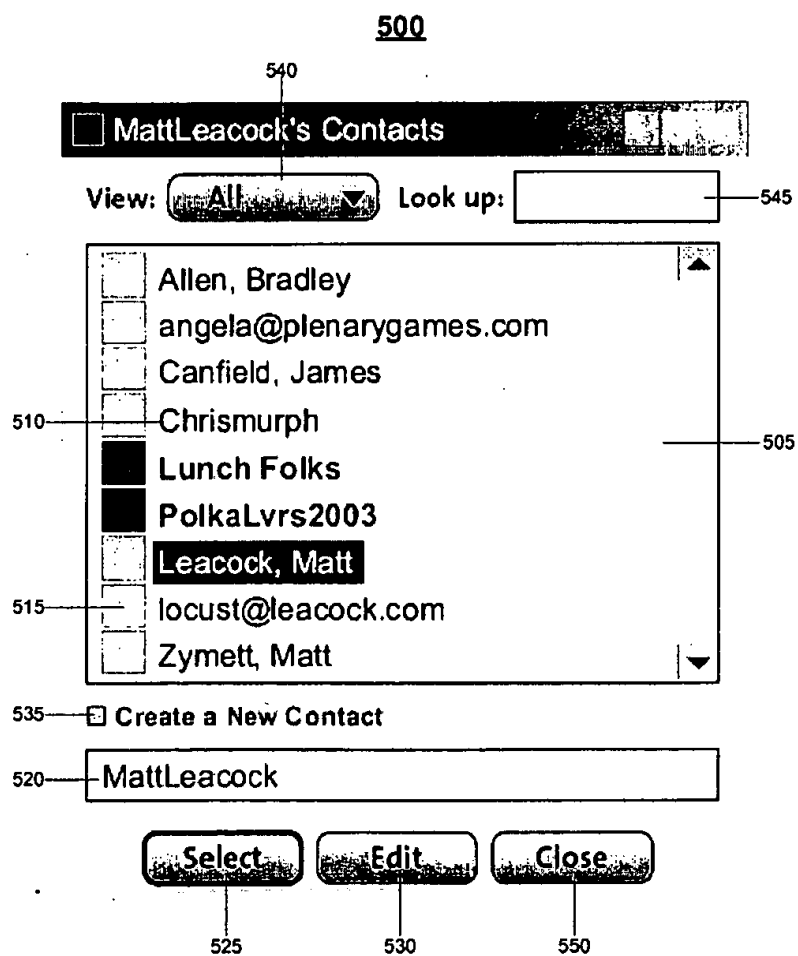 500
540
MattLeacock's Contacts
View: All Look up: 545
Allen, Bradley
angela@plenarygames.com
Canfield, James
510 Chrismurph 505
Lunch Folks
PolkaLvrs2003
Leacock, Matt
515 locust@leacock.com
Zymett, Matt
535 Create a New Contact
520 MattLeacock
Select Edit Close
525 530 550